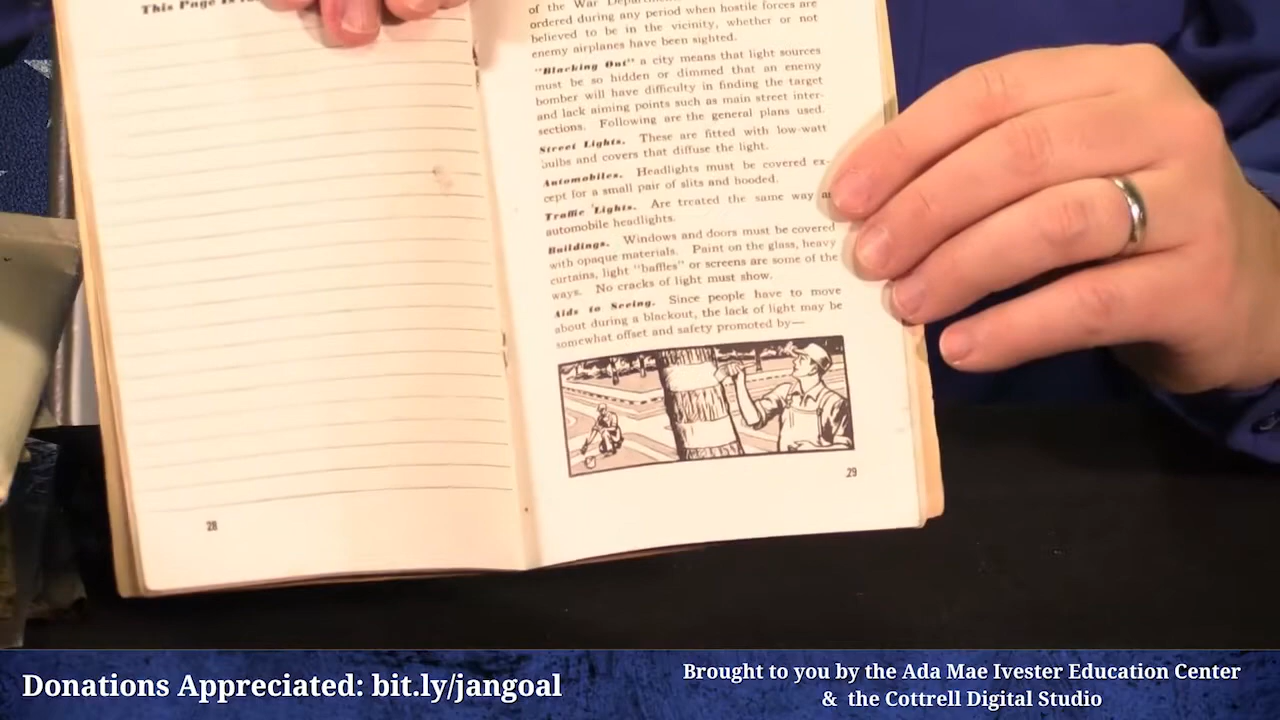 This Page is
of the War
ordered during any period when hostile forces are
believed to be in the vicinity, whether or not
enemy airplanes have been sighted.
"Blacking Out" a city means that light sources
must be so hidden or dimmed that an enemy
bomber will have difficulty in finding the target
and lack aiming points such as main street inter-
sections. Following are the general plans used.
Street Lights. These are fitted with low-watt
bulbs and covers that diffuse the light.
Automobiles. Headlights must be covered ex-
cept for a small pair of slits and hooded.
Traffic Lights. Are treated the same way
automobile headlights.
Buildings. Windows and doors must be covered
with opaque materials. Paint on the glass, heavy
curtains, light "baffles" or screens are some of the
ways. No cracks of light must show.
Aids to Seeing. Since people have to move
about during a blackout, the lack of light may be
somewhat offset and safety promoted by—
28
29
Donations Appreciated: bit.ly/jangoal
Brought to you by the Ada Mae Ivester Education Center
& the Cottrell Digital Studio